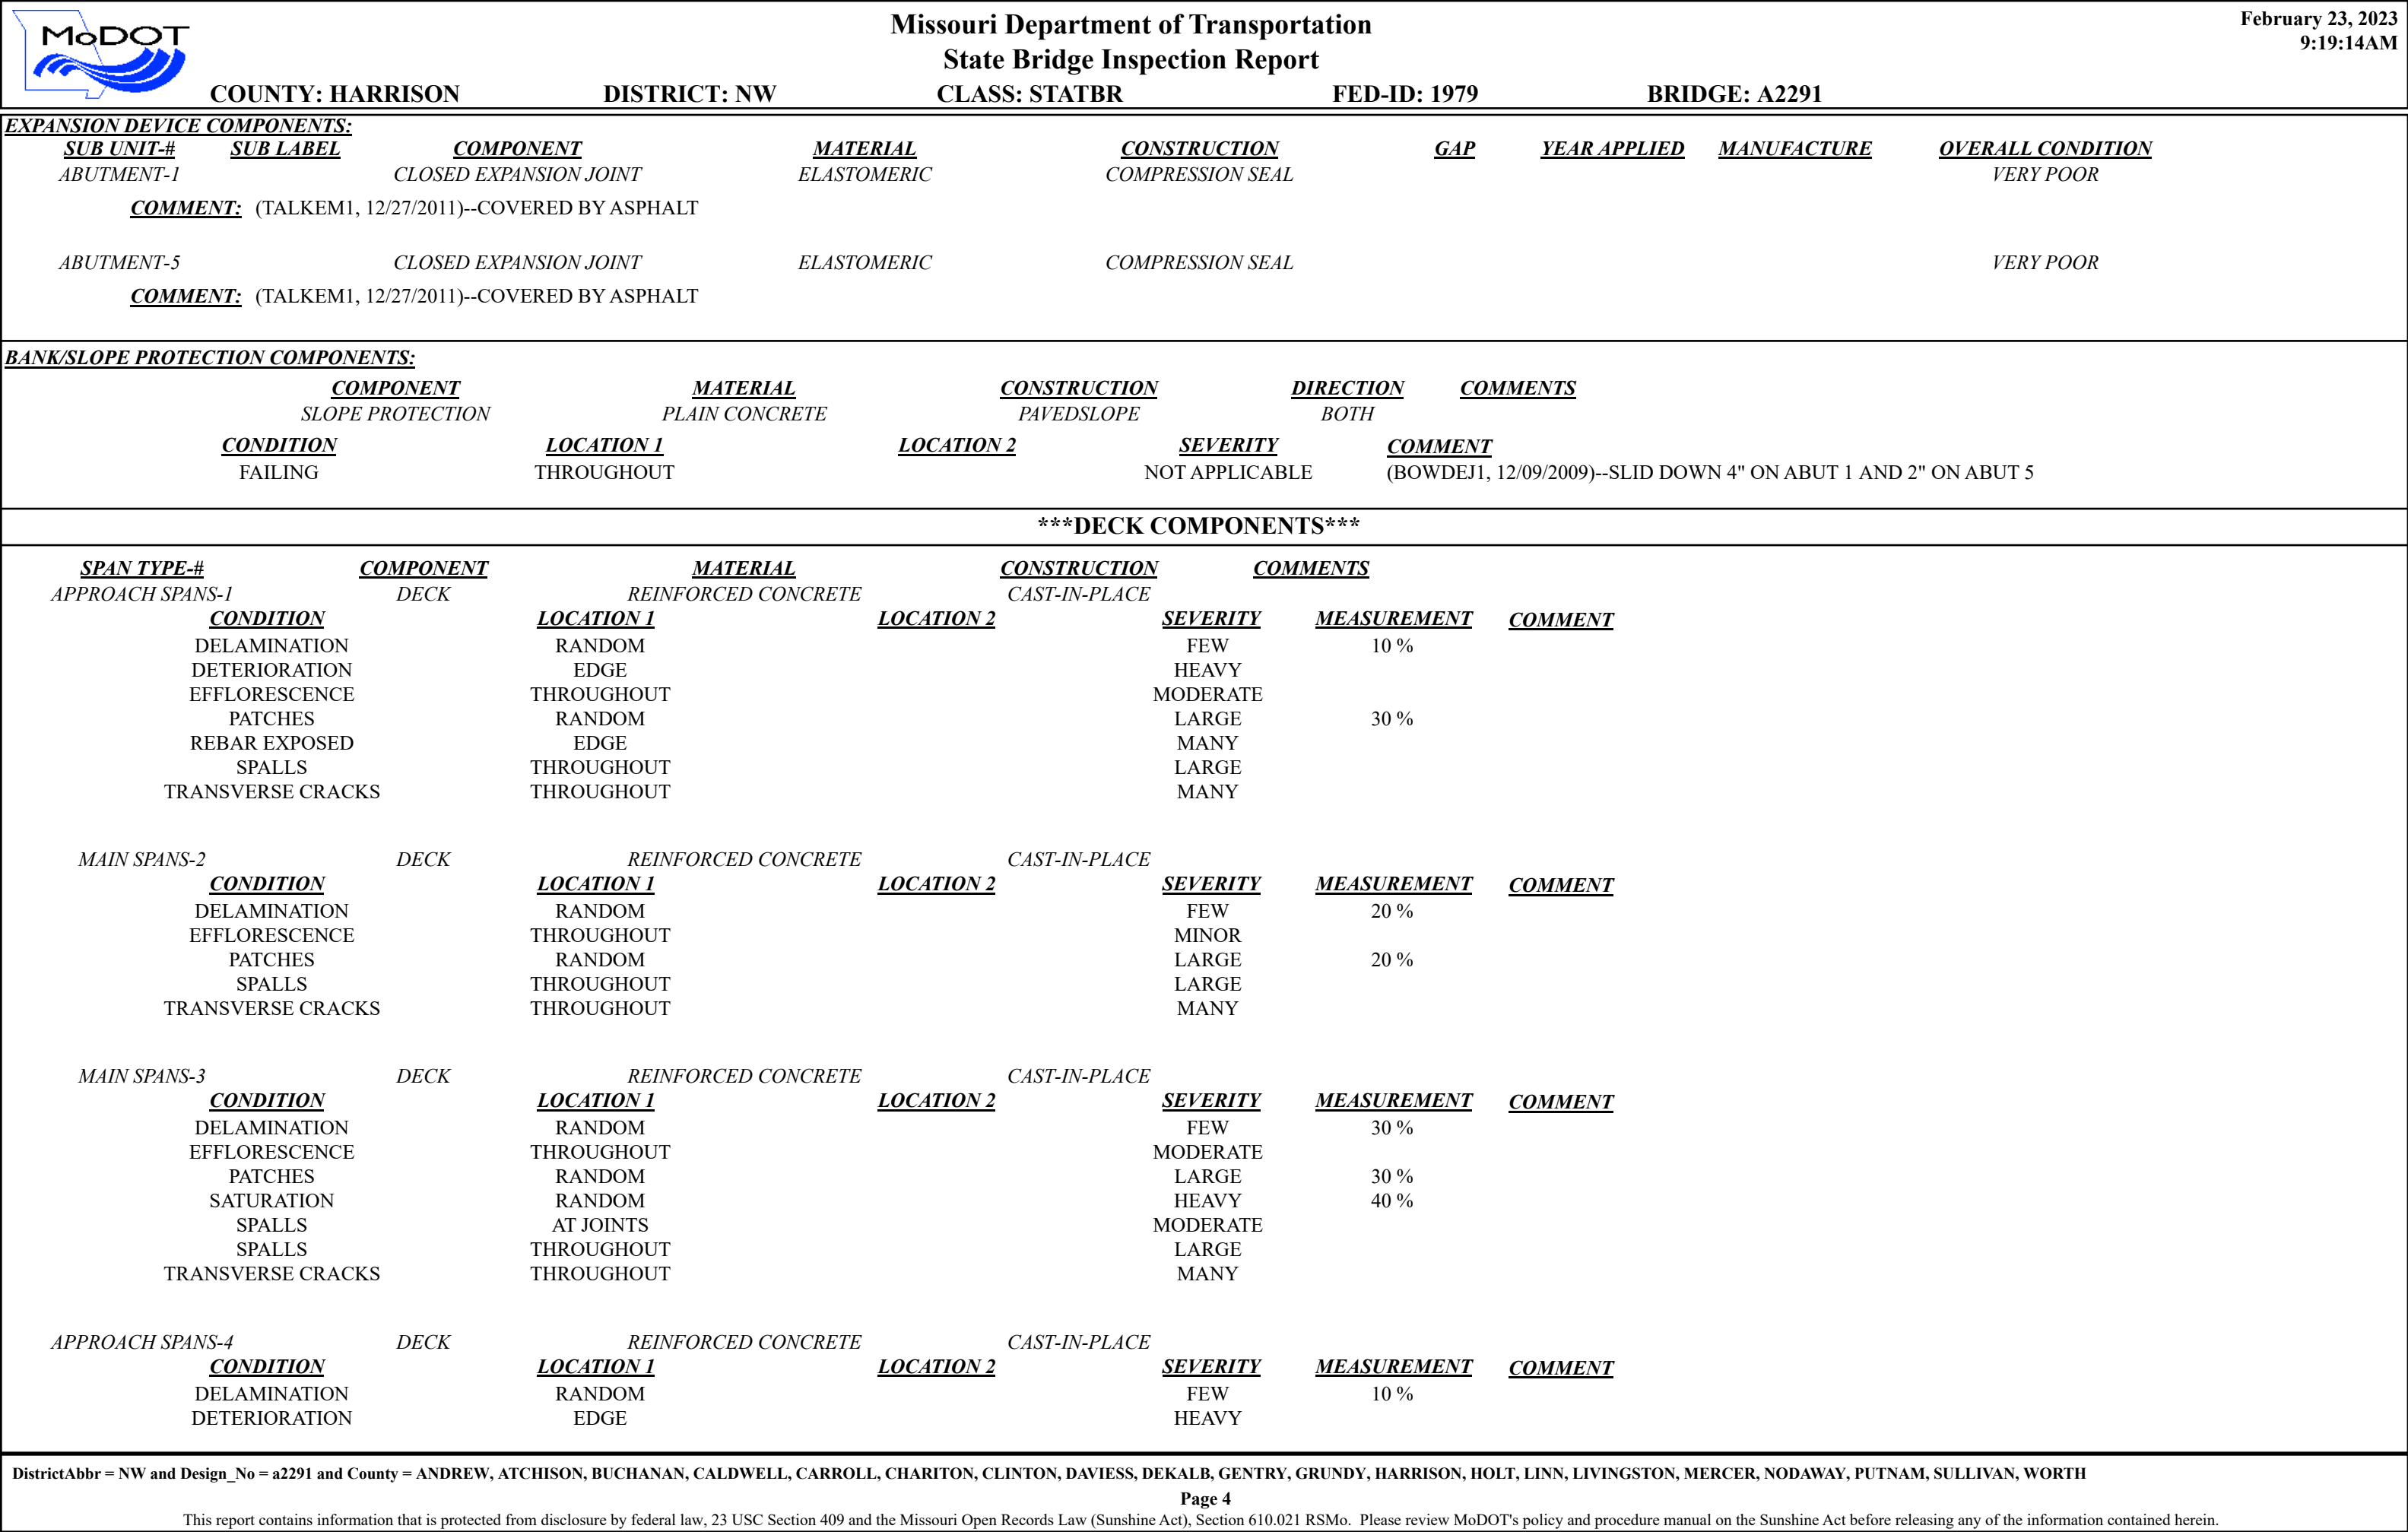 MoDOT
Missouri Department of Transportation
State Bridge Inspection Report
February 23, 2023
9:19:14AM
COUNTY: HARRISON DISTRICT: NW CLASS: STATBR FED-ID: 1979 BRIDGE: A2291
EXPANSION DEVICE COMPONENTS:
SUB UNIT-# SUB LABEL COMPONENT MATERIAL CONSTRUCTION GAP YEAR APPLIED MANUFACTURE OVERALL CONDITION
ABUTMENT-1 CLOSED EXPANSION JOINT ELASTOMERIC COMPRESSION SEAL VERY POOR
COMMENT: (TALKEM1, 12/27/2011)--COVERED BY ASPHALT
ABUTMENT-5 CLOSED EXPANSION JOINT ELASTOMERIC COMPRESSION SEAL VERY POOR
COMMENT: (TALKEM1, 12/27/2011)--COVERED BY ASPHALT
BANK/SLOPE PROTECTION COMPONENTS:
COMPONENT MATERIAL CONSTRUCTION DIRECTION COMMENTS
SLOPE PROTECTION PLAIN CONCRETE PAVEDSLOPE BOTH
CONDITION LOCATION 1 LOCATION 2 SEVERITY COMMENT
FAILING THROUGHOUT NOT APPLICABLE (BOWDEJ1, 12/09/2009)--SLID DOWN 4" ON ABUT 1 AND 2" ON ABUT 5
***DECK COMPONENTS***
SPAN TYPE-# COMPONENT MATERIAL CONSTRUCTION COMMENTS
APPROACH SPANS-1 DECK REINFORCED CONCRETE CAST-IN-PLACE
CONDITION LOCATION 1 LOCATION 2 SEVERITY MEASUREMENT COMMENT
DELAMINATION RANDOM FEW 10 %
DETERIORATION EDGE HEAVY
EFFLORESCENCE THROUGHOUT MODERATE
PATCHES RANDOM LARGE 30 %
REBAR EXPOSED EDGE MANY
SPALLS THROUGHOUT LARGE
TRANSVERSE CRACKS THROUGHOUT MANY
MAIN SPANS-2 DECK REINFORCED CONCRETE CAST-IN-PLACE
CONDITION LOCATION 1 LOCATION 2 SEVERITY MEASUREMENT COMMENT
DELAMINATION RANDOM FEW 20 %
EFFLORESCENCE THROUGHOUT MINOR
PATCHES RANDOM LARGE 20 %
SPALLS THROUGHOUT LARGE
TRANSVERSE CRACKS THROUGHOUT MANY
MAIN SPANS-3 DECK REINFORCED CONCRETE CAST-IN-PLACE
CONDITION LOCATION 1 LOCATION 2 SEVERITY MEASUREMENT COMMENT
DELAMINATION RANDOM FEW 30 %
EFFLORESCENCE THROUGHOUT MODERATE
PATCHES RANDOM LARGE 30 %
SATURATION RANDOM HEAVY 40 %
SPALLS AT JOINTS MODERATE
SPALLS THROUGHOUT LARGE
TRANSVERSE CRACKS THROUGHOUT MANY
APPROACH SPANS-4 DECK REINFORCED CONCRETE CAST-IN-PLACE
CONDITION LOCATION 1 LOCATION 2 SEVERITY MEASUREMENT COMMENT
DELAMINATION RANDOM FEW 10 %
DETERIORATION EDGE HEAVY
DistrictAbbr = NW and Design_No = a2291 and County = ANDREW, ATCHISON, BUCHANAN, CALDWELL, CARROLL, CHARITON, CLINTON, DAVIESS, DEKALB, GENTRY, GRUNDY, HARRISON, HOLT, LINN, LIVINGSTON, MERCER, NODAWAY, PUTNAM, SULLIVAN, WORTH
Page 4
This report contains information that is protected from disclosure by federal law, 23 USC Section 409 and the Missouri Open Records Law (Sunshine Act), Section 610.021 RSMo. Please review MoDOT's policy and procedure manual on the Sunshine Act before releasing any of the information contained herein.